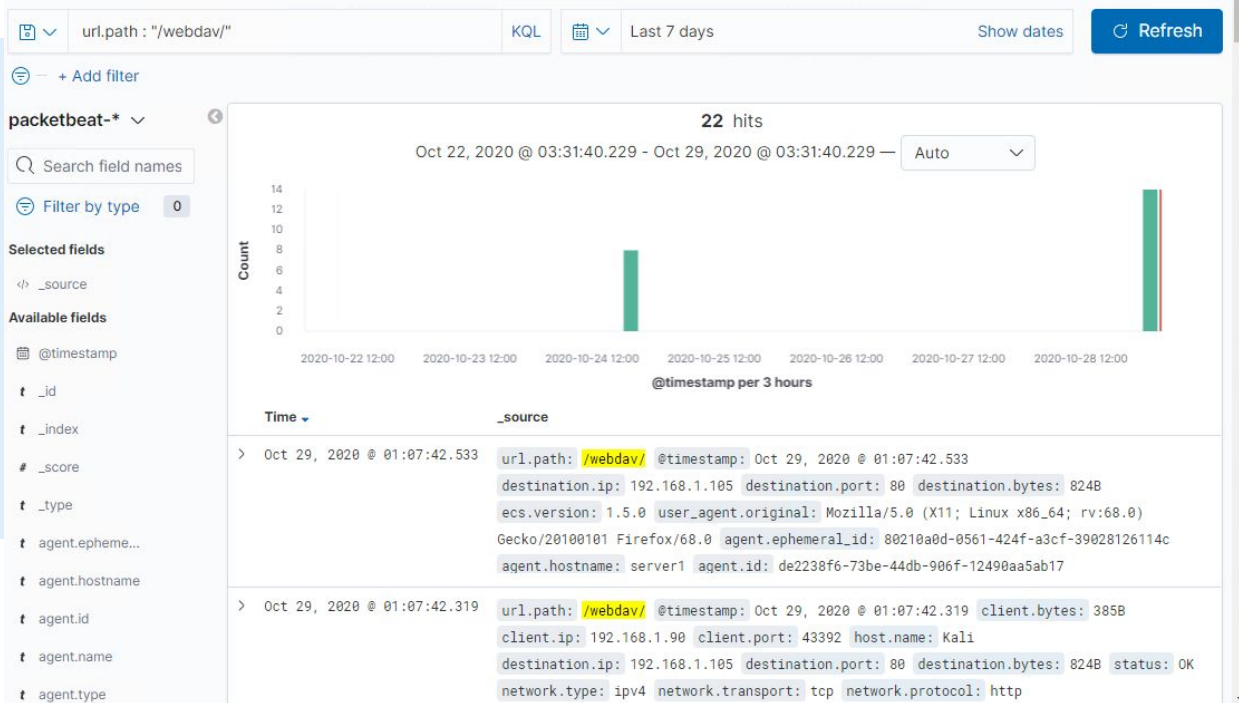 url.path : "/webdav/" KQL Last 7 days Show dates Refresh
+ Add filter
packetbeat-*
Search field names
Filter by type 0
Selected fields
</> _source
Available fields
@timestamp
t _id
t _index
# _score
t _type
t agent.epheme...
t agent.hostname
t agent.id
t agent.name
t agent.type
22 hits
Oct 22, 2020 @ 03:31:40.229 - Oct 29, 2020 @ 03:31:40.229 — Auto
Count
14
12
10
8
6
4
2
0
2020-10-22 12:00 2020-10-23 12:00 2020-10-24 12:00 2020-10-25 12:00 2020-10-26 12:00 2020-10-27 12:00 2020-10-28 12:00
@timestamp per 3 hours
Time _source
Oct 29, 2020 @ 01:07:42.533 url.path: /webdav/ @timestamp: Oct 29, 2020 @ 01:07:42.533
destination.ip: 192.168.1.105 destination.port: 80 destination.bytes: 824B
ecs.version: 1.5.0 user_agent.original: Mozilla/5.0 (X11; Linux x86_64; rv:68.0)
Gecko/20100101 Firefox/68.0 agent.ephemeral_id: 80210a0d-0561-424f-a3cf-39028126114c
agent.hostname: server1 agent.id: de2238f6-73be-44db-906f-12490aa5ab17
Oct 29, 2020 @ 01:07:42.319 url.path: /webdav/ @timestamp: Oct 29, 2020 @ 01:07:42.319 client.bytes: 385B
client.ip: 192.168.1.90 client.port: 43392 host.name: Kali
destination.ip: 192.168.1.105 destination.port: 80 destination.bytes: 824B status: OK
network.type: ipv4 network.transport: tcp network.protocol: http